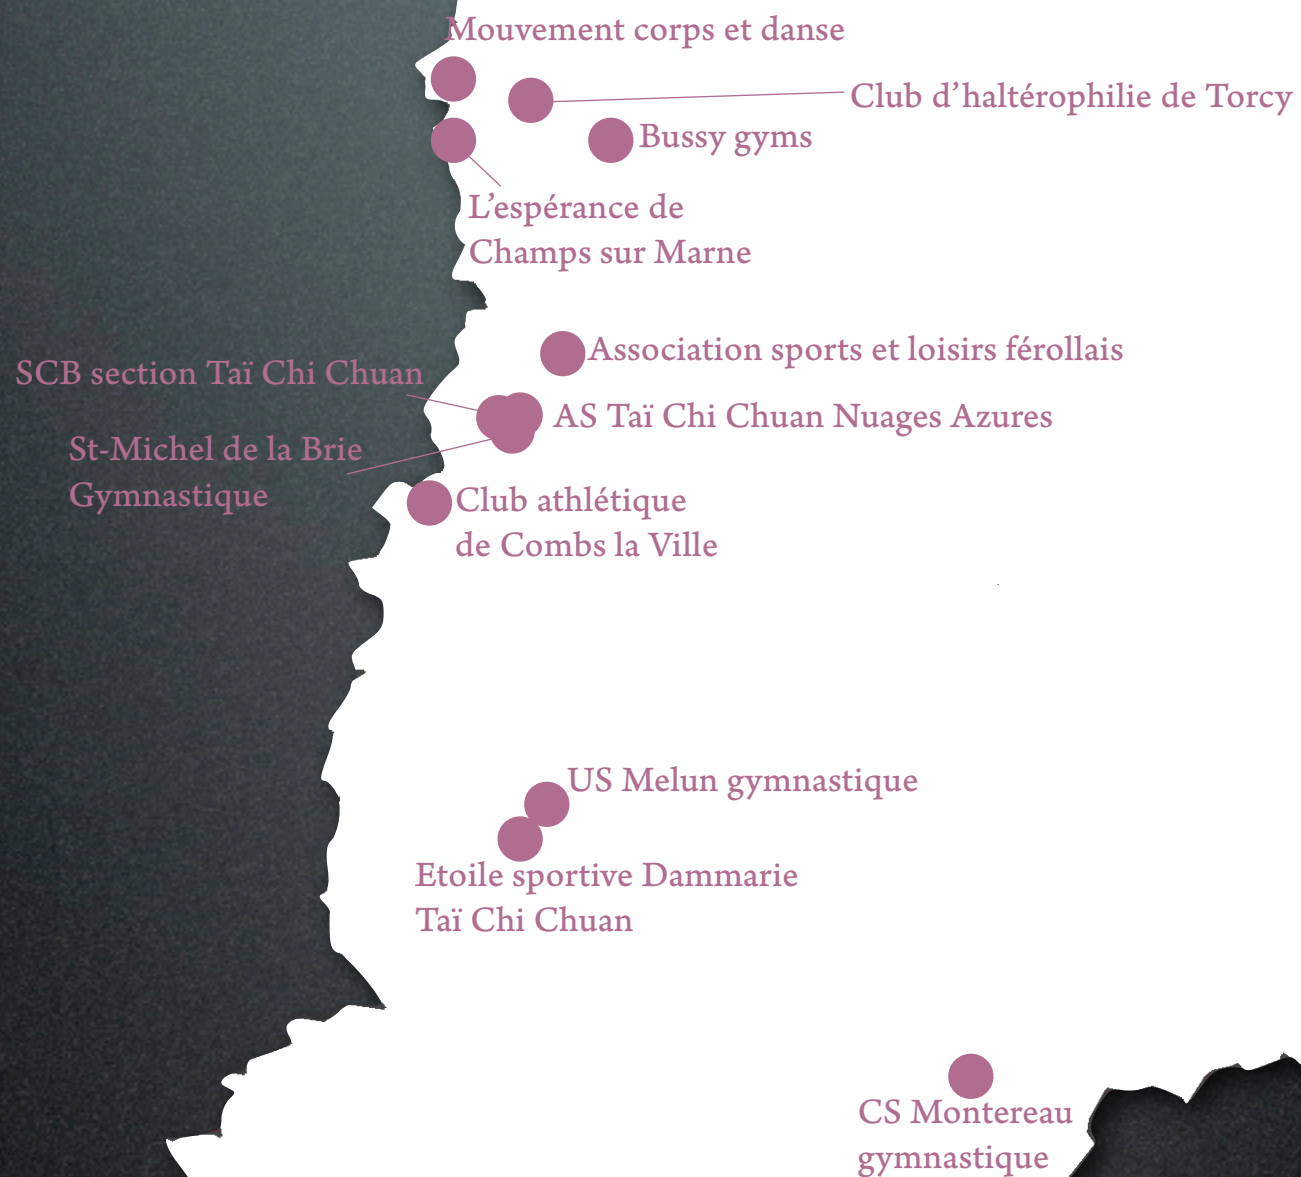 Mouvement corps et danse
Club d’haltérophilie de Torcy
Bussy gyms
L’espérance de
Champs sur Marne
Association sports et loisirs férollais
SCB section Taï Chi Chuan
AS Taï Chi Chuan Nuages Azures
St-Michel de la Brie
Gymnastique
Club athlétique
de Combs la Ville
US Melun gymnastique
Etoile sportive Dammarie
Taï Chi Chuan
CS Montereau
gymnastique